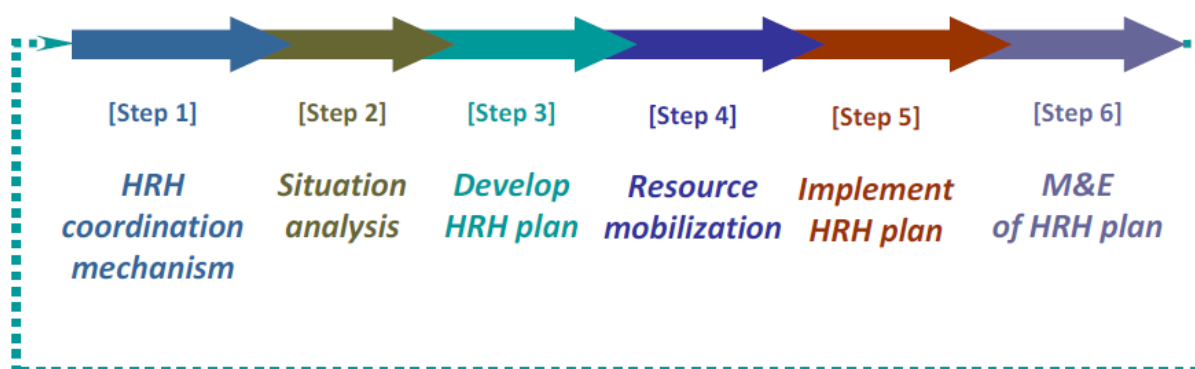 [Step 1]
HRH
coordination
mechanism
[Step 2]
Situation
analysis
[Step 3]
Develop
HRH plan
[Step 4]
Resource
mobilization
[Step 5]
Implement
HRH plan
[Step 6]
M&E
of HRH plan